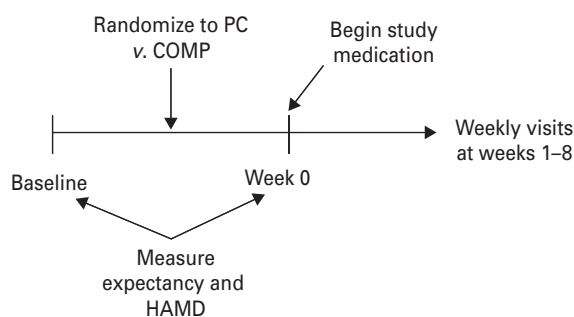 Randomize to PC
v. COMP
Begin study
medication
Weekly visits
at weeks 1–8
Baseline
Week 0
Measure
expectancy and
HAMD